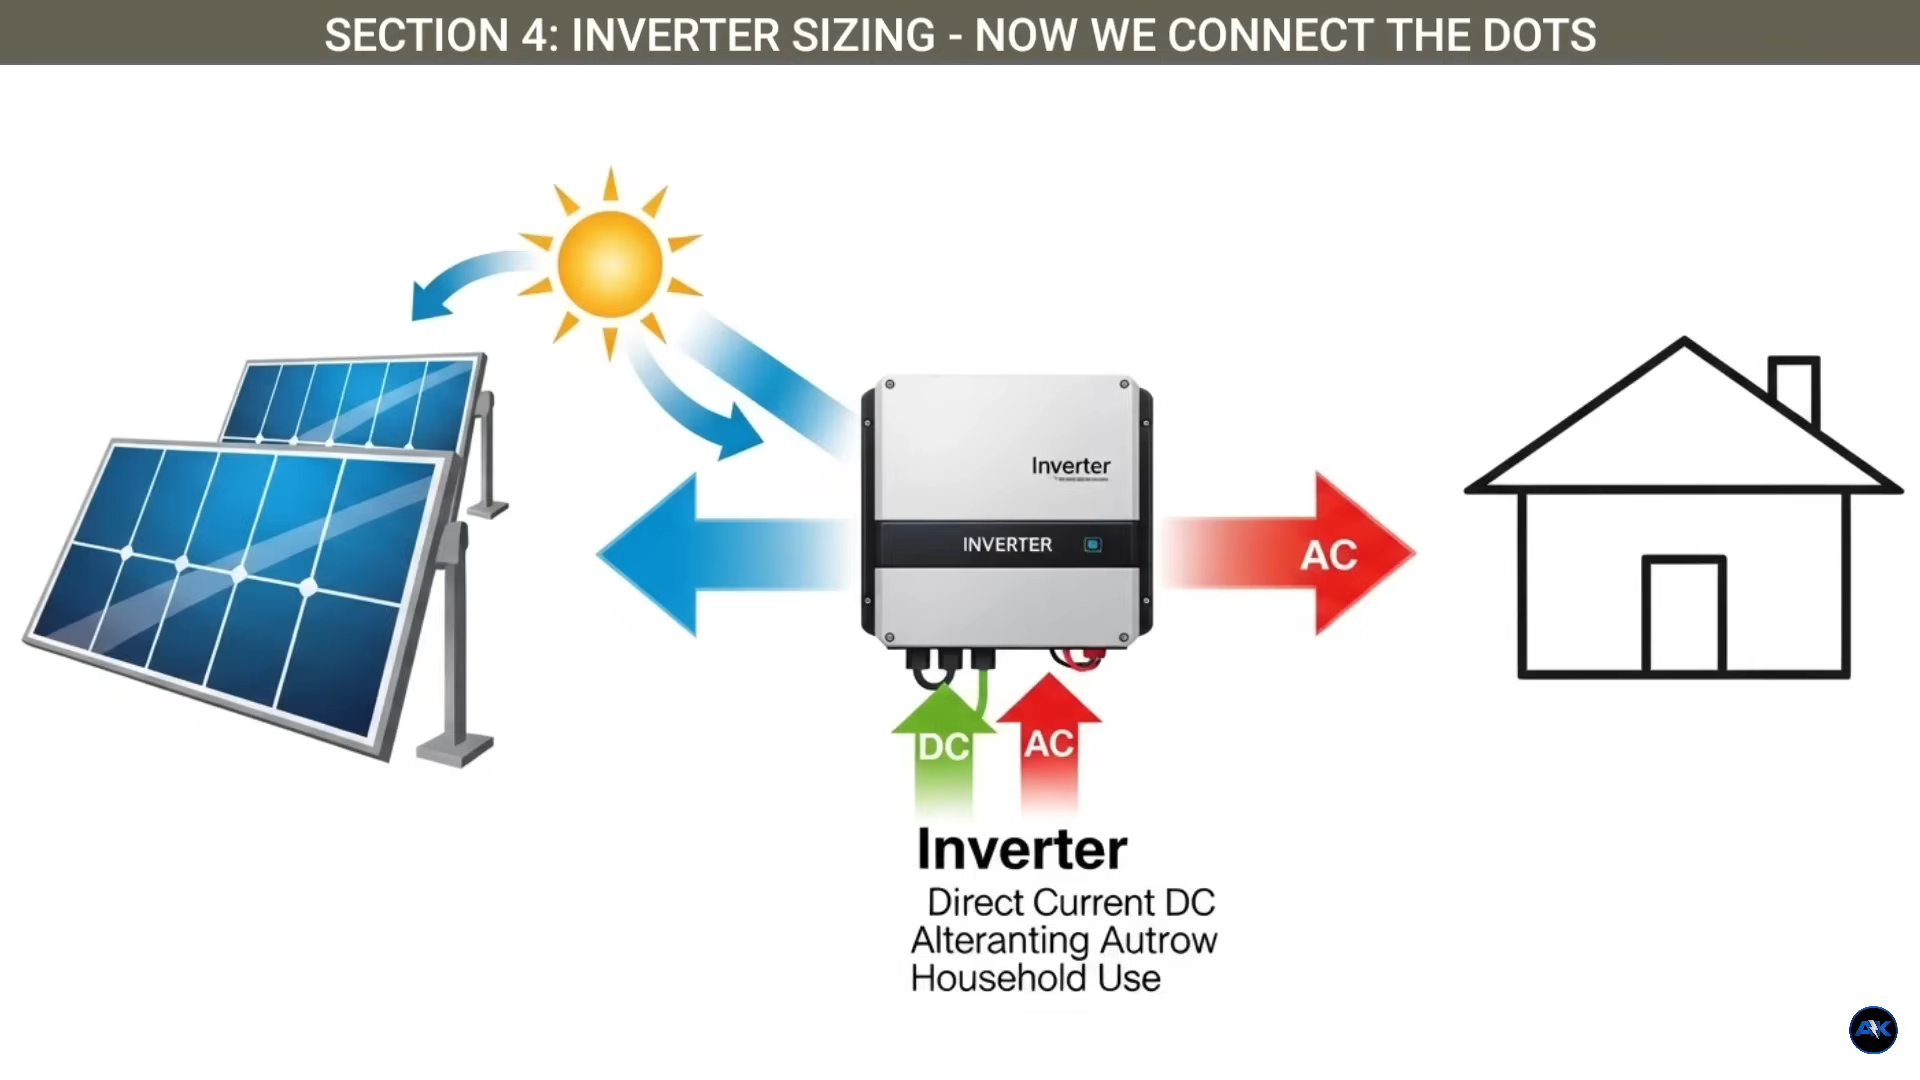 SECTION 4: INVERTER SIZING - NOW WE CONNECT THE DOTS
Inverter
INVERTER
AC
DC
AC
Inverter
Direct Current DC
Alteranting Autrow
Household Use
AK